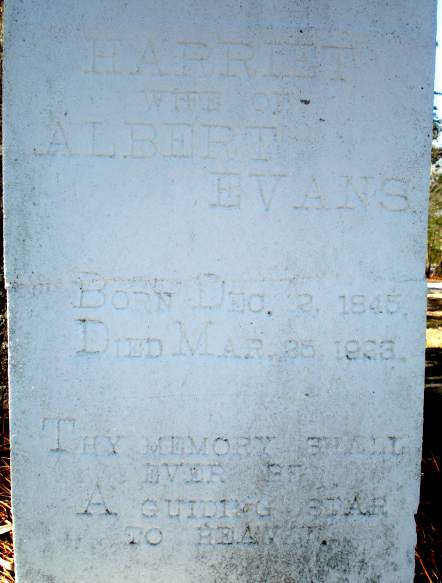 HARRIET
WIFE OF
ALBERT
EVANS
BORN DEC. 2, 1845.
DIED MAR. 25, 1923.
THY MEMORY SHALL
EVER BE
A GUIDING STAR
TO HEAVEN.